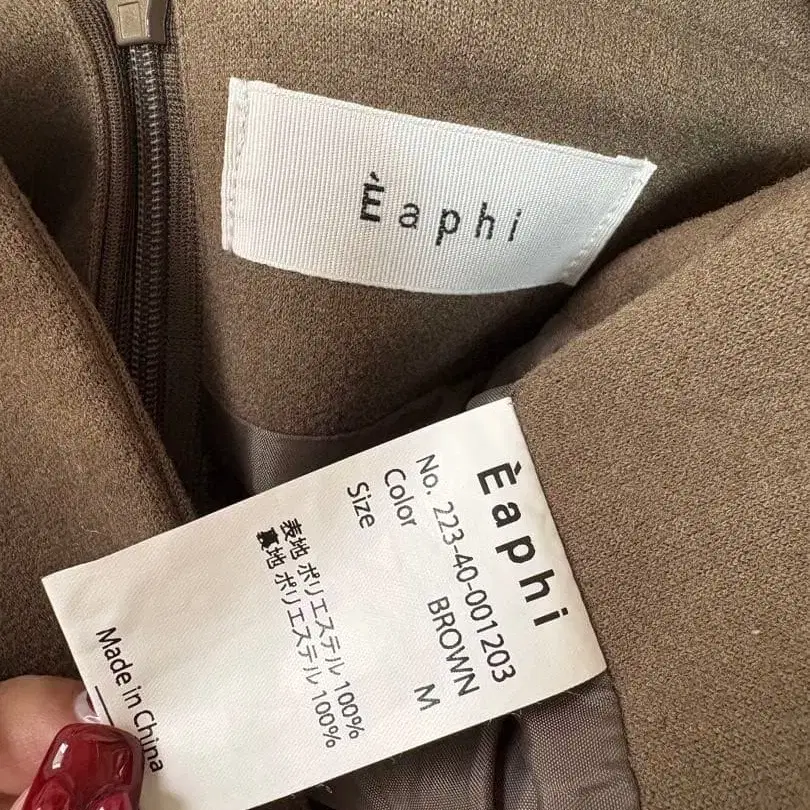 Éaphi
Èaphi
No. 223-40-001203
Color BROWN
Size M
表地 ポリエステル 100%
裏地 ポリエステル 100%
Made in China